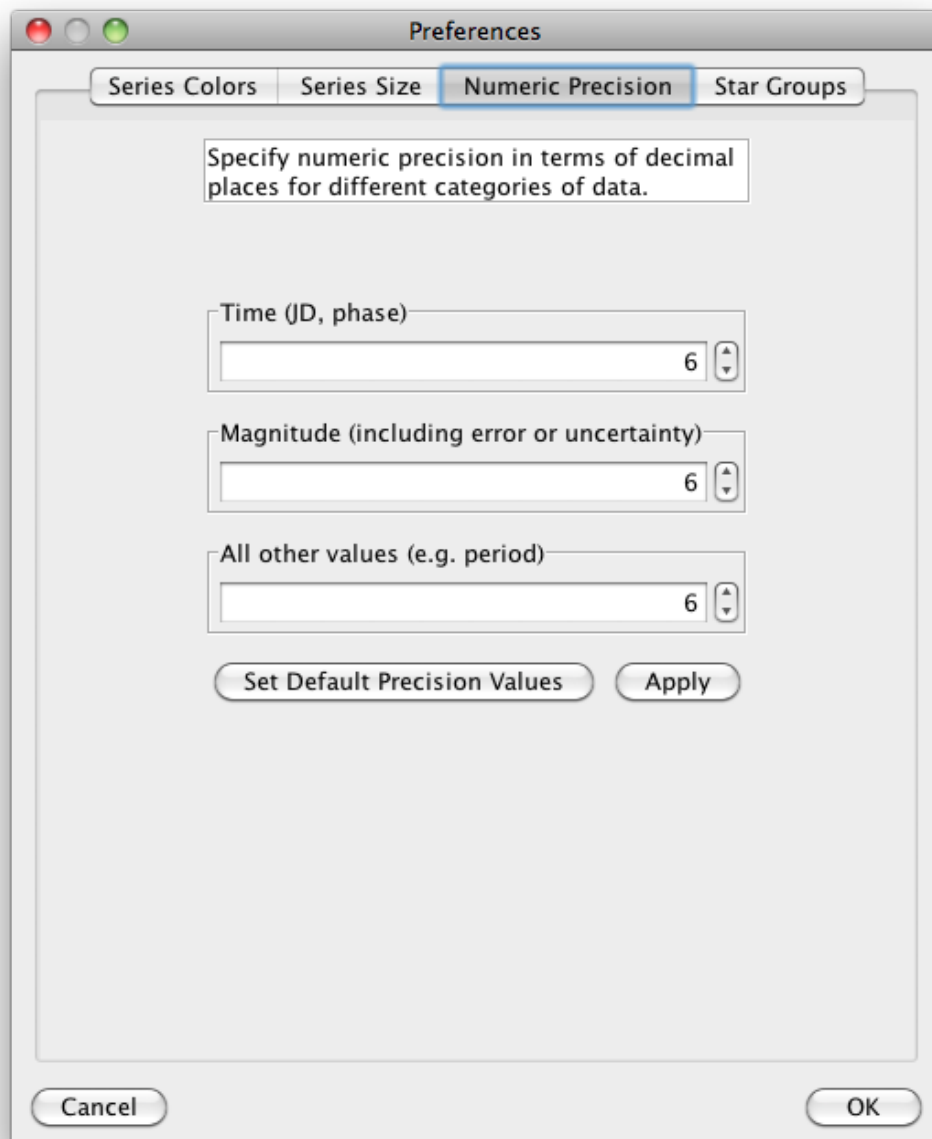 Preferences
Series Colors
Series Size
Numeric Precision
Star Groups
Specify numeric precision in terms of decimal
places for different categories of data.
Time (JD, phase)
6
Magnitude (including error or uncertainty)
6
All other values (e.g. period)
6
Set Default Precision Values
Apply
Cancel
OK